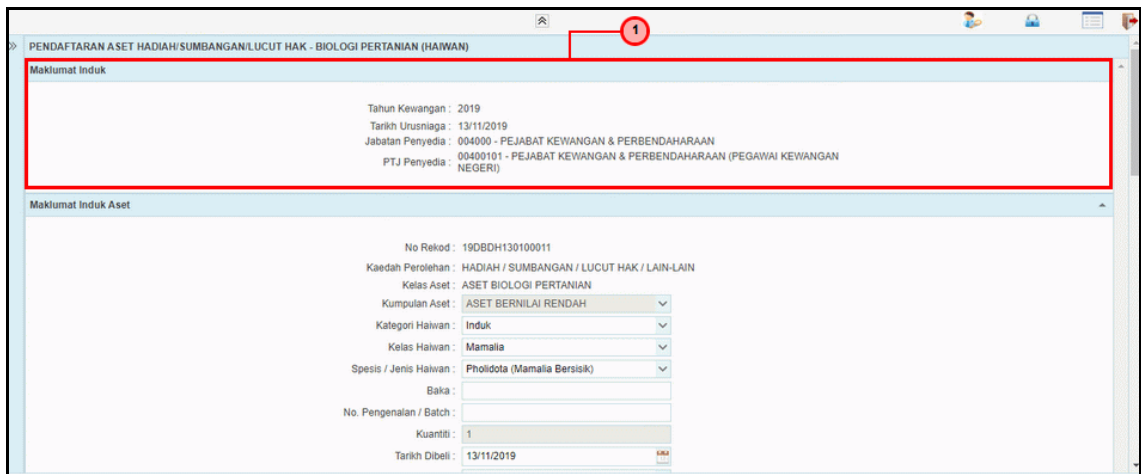 1
PENDAFTARAN ASET HADIAH/SUMBANGAN/LUCUT HAK - BIOLOGI PERTANIAN (HAIWAN)
Maklumat Induk
Tahun Kewangan : 2019
Tarikh Urusniaga : 13/11/2019
Jabatan Penyedia : 004000 - PEJABAT KEWANGAN & PERBENDAHARAAN
PTJ Penyedia : 00400101 - PEJABAT KEWANGAN & PERBENDAHARAAN (PEGAWAI KEWANGAN
NEGERI)
Maklumat Induk Aset
No Rekod : 19DBDH130100011
Kaedah Perolehan : HADIAH / SUMBANGAN / LUCUT HAK / LAIN-LAIN
Kelas Aset : ASET BIOLOGI PERTANIAN
Kumpulan Aset : ASET BERNILAI RENDAH
Kategori Haiwan : Induk
Kelas Haiwan : Mamalia
Spesis / Jenis Haiwan : Pholidota (Mamalia Bersisik)
Baka :
No. Pengenalan / Batch :
Kuantiti : 1
Tarikh Dibeli : 13/11/2019